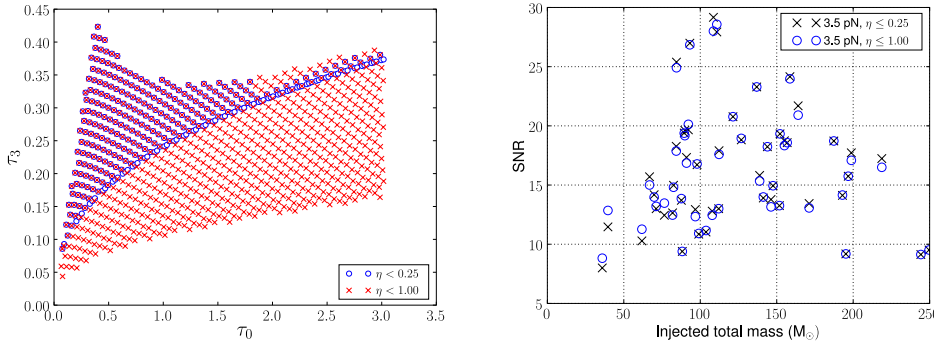 0.45
0.40
0.35
0.30
0.25
0.20
0.15
0.10
0.05
0.00
τ₃
0.0 0.5 1.0 1.5 2.0 2.5 3.0 3.5
τ₀
η < 0.25
η < 1.00
30
25
20
15
10
5
SNR
0 50 100 150 200 250
Injected total mass (M⊙)
3.5 pN, η ≤ 0.25
3.5 pN, η ≤ 1.00